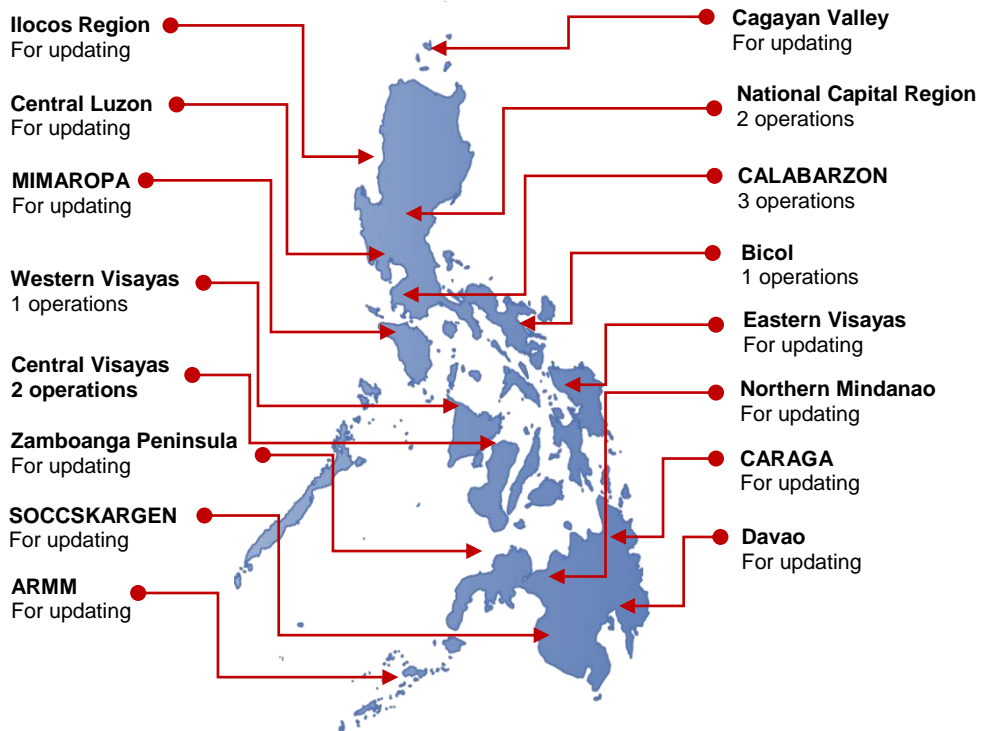 Ilocos Region
For updating
Central Luzon
For updating
MIMAROPA
For updating
Western Visayas
1 operations
Central Visayas
2 operations
Zamboanga Peninsula
For updating
SOCCSKARGEN
For updating
ARMM
For updating
Cagayan Valley
For updating
National Capital Region
2 operations
CALABARZON
3 operations
Bicol
1 operations
Eastern Visayas
For updating
Northern Mindanao
For updating
CARAGA
For updating
Davao
For updating